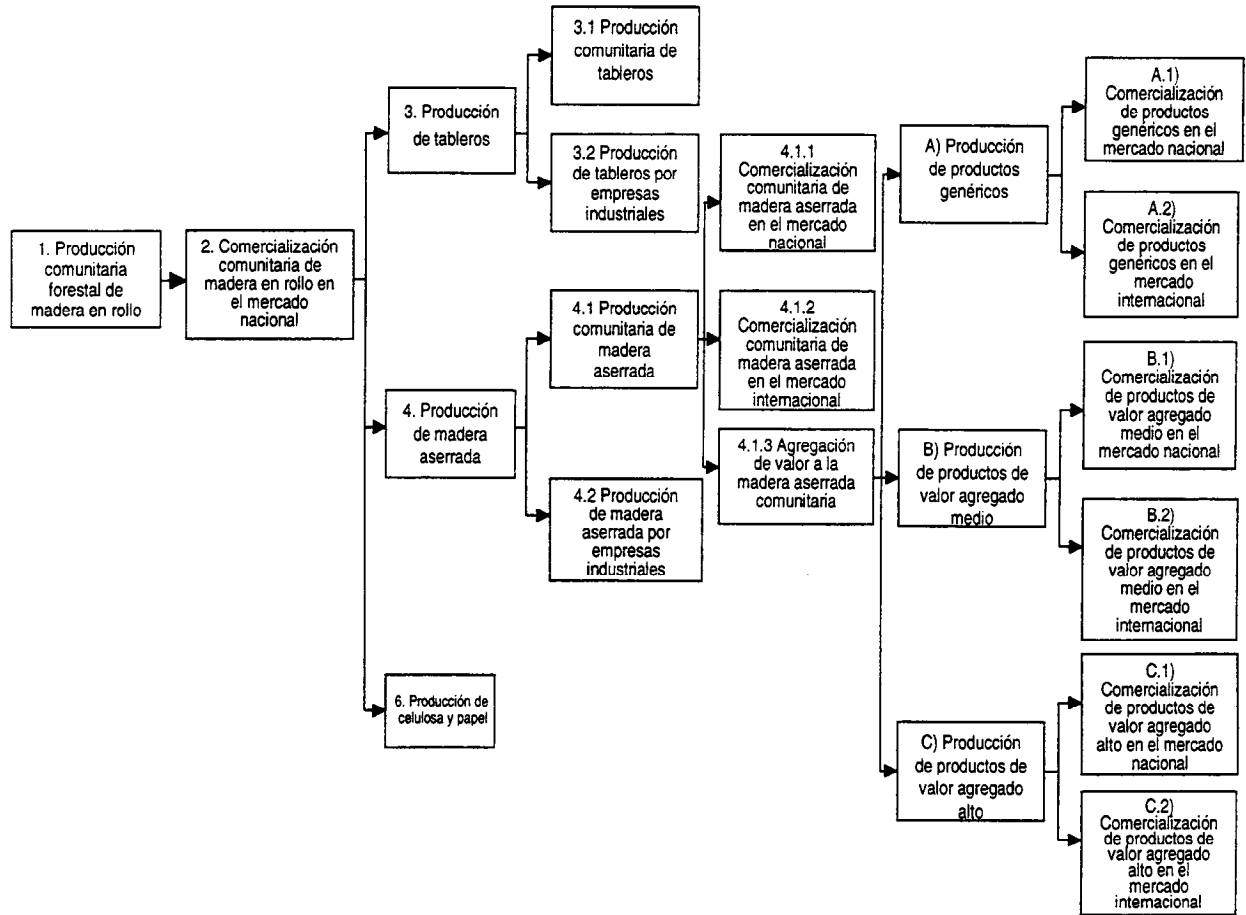 1. Producción
comunitaria
forestal de
madera en rollo
2. Comercialización
comunitaria de
madera en rollo en
el mercado
nacional
3. Producción
de tableros
4. Producción
de madera
aserrada
6. Producción de
celulosa y papel
3.1 Producción
comunitaria de
tableros
3.2 Producción
de tableros por
empresas
industriales
4.1 Producción
comunitaria de
madera
aserrada
4.2 Producción
de madera
aserrada por
empresas
industriales
4.1.1
Comercialización
comunitaria de
madera aserrada
en el mercado
nacional
4.1.2
Comercialización
comunitaria de
madera aserrada
en el mercado
internacional
4.1.3 Agregación
de valor a la
madera aserrada
comunitaria
A) Producción
de productos
genéricos
B) Producción
de productos de
valor agregado
medio
C) Producción
de productos de
valor agregado
alto
A.1)
Comercialización
de productos
genéricos en el
mercado nacional
A.2)
Comercialización
de productos
genéricos en el
mercado
internacional
B.1)
Comercialización
de productos de
valor agregado
medio en el
mercado nacional
B.2)
Comercialización
de productos de
valor agregado
medio en el
mercado
internacional
C.1)
Comercialización
de productos de
valor agregado
alto en el mercado
nacional
C.2)
Comercialización
de productos de
valor agregado
alto en el
mercado
internacional